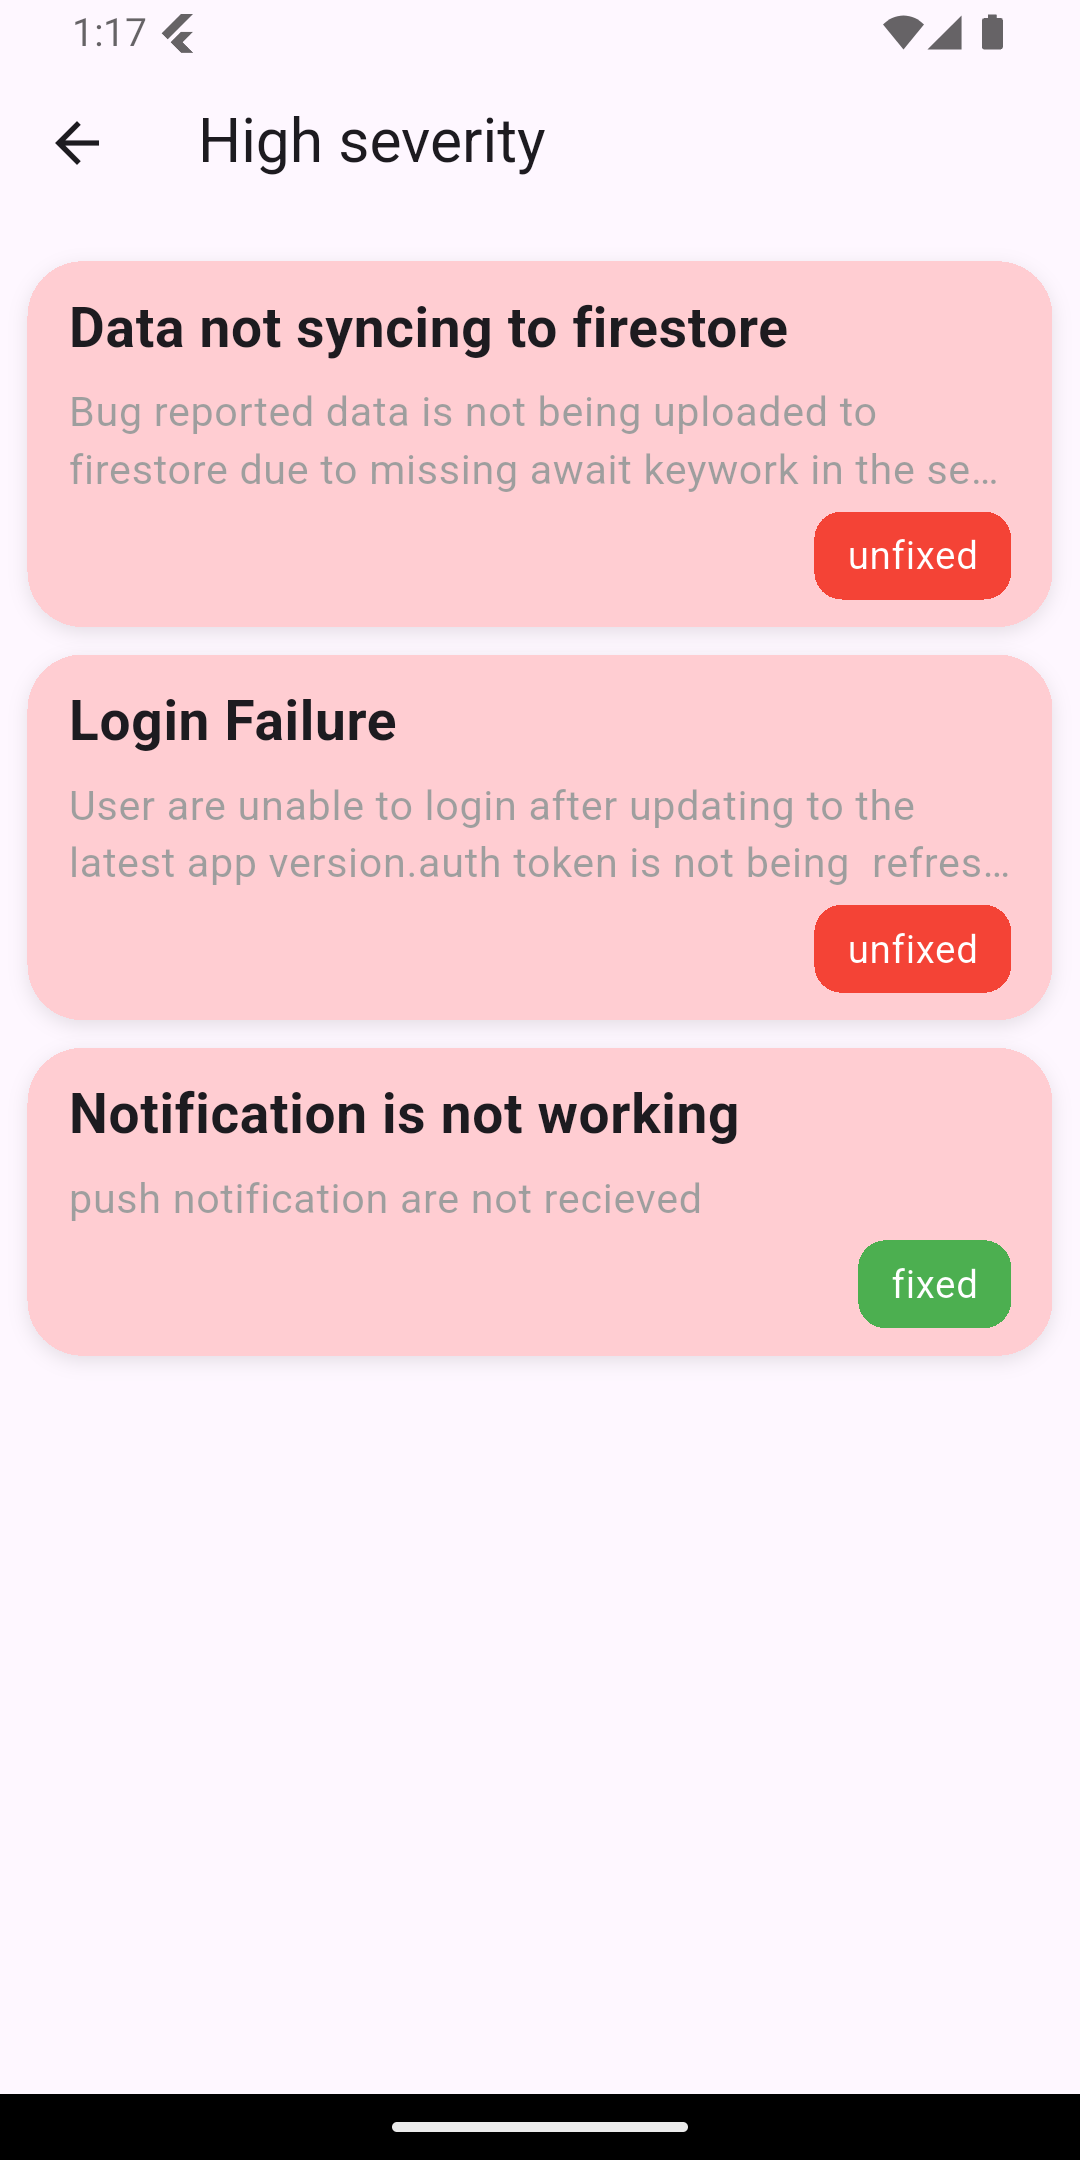 1:17
High severity
Data not syncing to firestore
Bug reported data is not being uploaded to
firestore due to missing await keywork in the se...
unfixed
Login Failure
User are unable to login after updating to the
latest app version.auth token is not being  refres...
unfixed
Notification is not working
push notification are not recieved
fixed